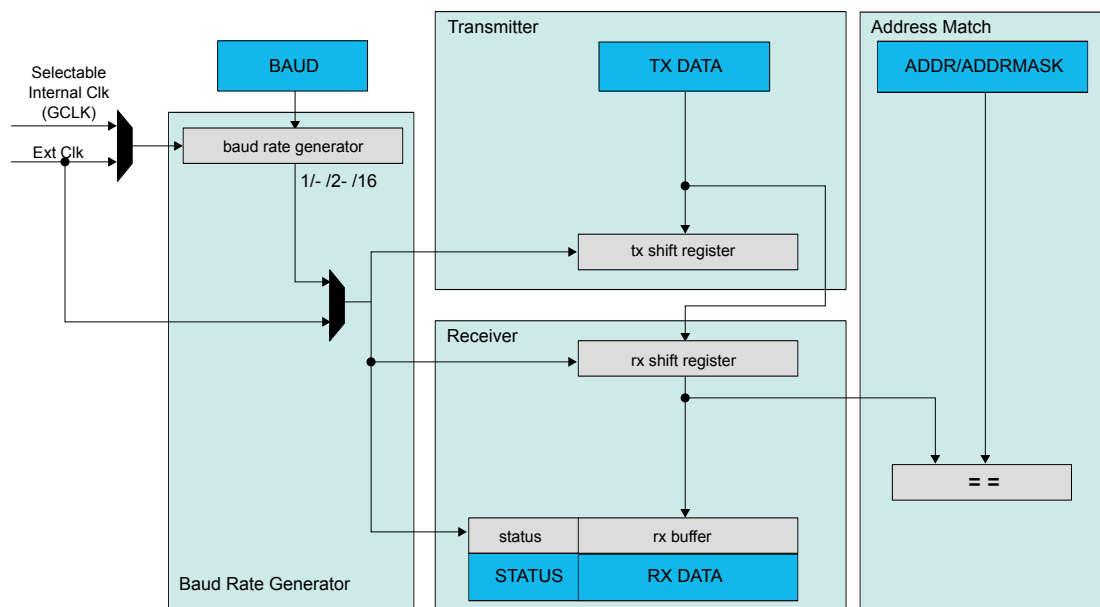 Transmitter
Address Match
BAUD
TX DATA
ADDR/ADDRMASK
Selectable
Internal Clk
(GCLK)
baud rate generator
Ext Clk
1/- /2- /16
tx shift register
Receiver
rx shift register
= =
status
rx buffer
STATUS
RX DATA
Baud Rate Generator